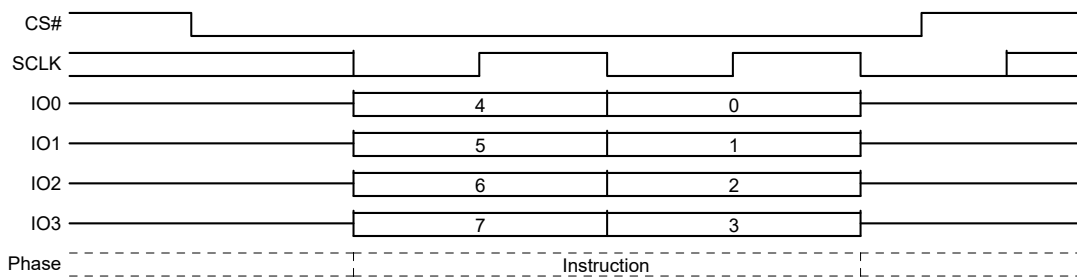 CS#
SCLK
IO0 4 0
IO1 5 1
IO2 6 2
IO3 7 3
Phase Instruction